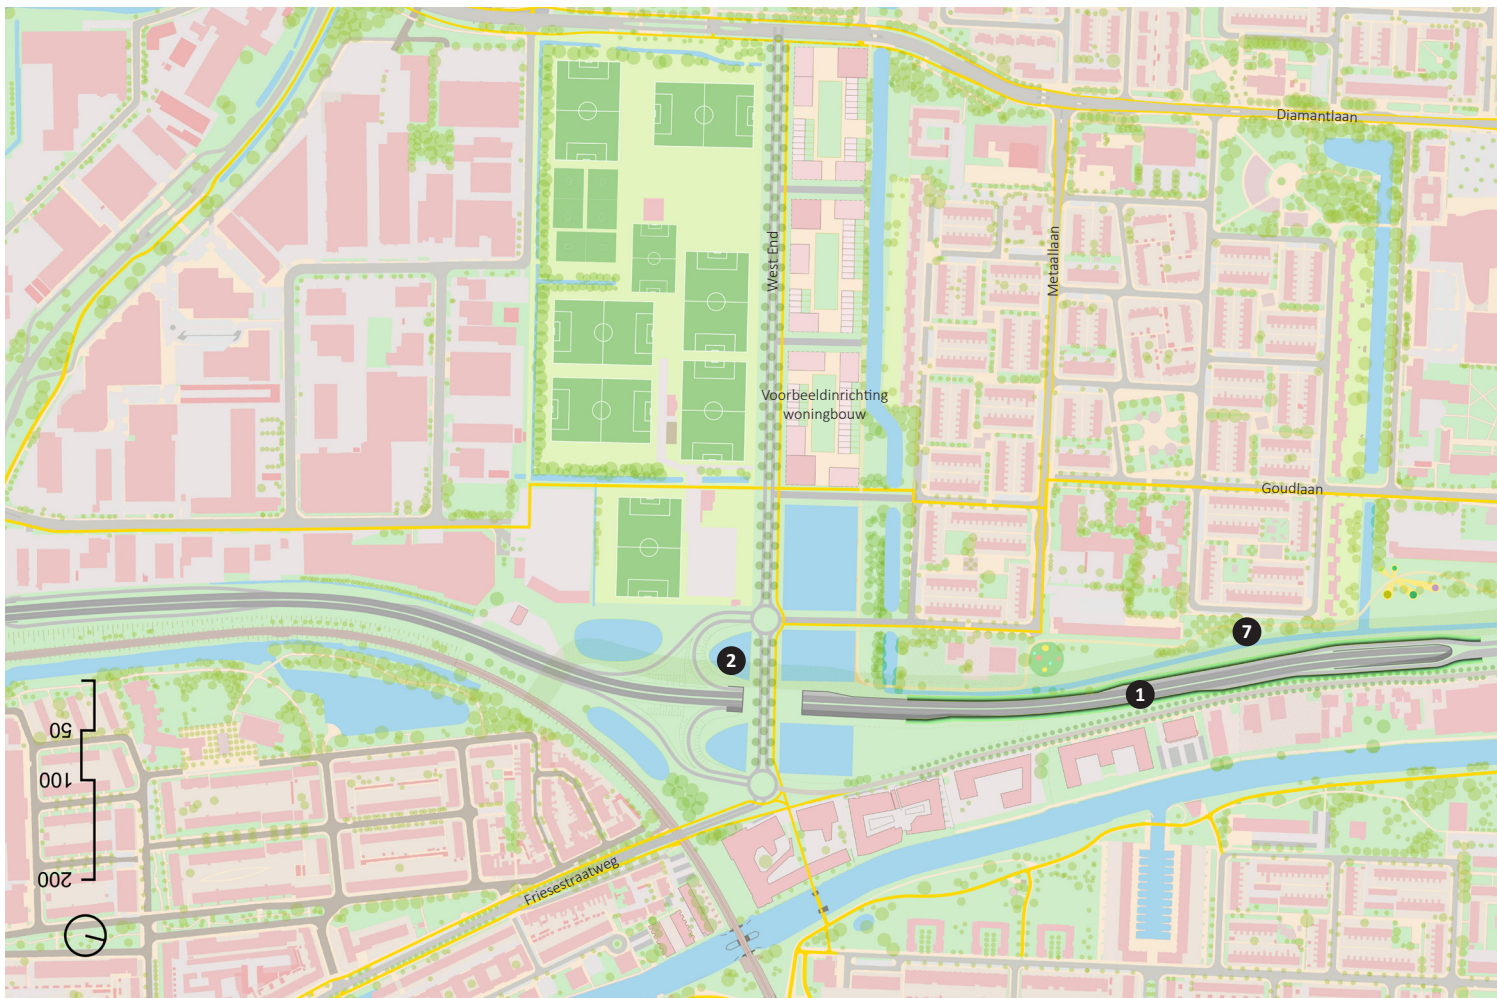 Diamantlaan
West End
Metaallaan
Voorbeeldinrichting
woningbouw
Goudlaan
7
2
1
50
100
200
Friesestraatweg